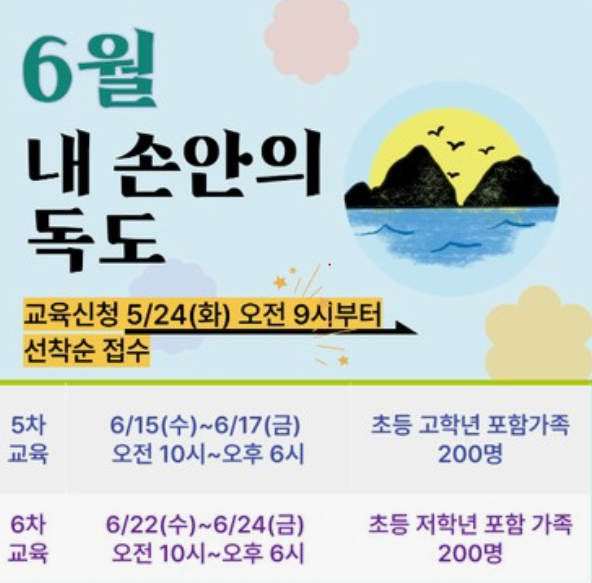 6월
내 손안의
독도
교육신청 5/24(화) 오전 9시부터
선착순 접수
5차
교육
6/15(수)~6/17(금)
오전 10시~오후 6시
초등 고학년 포함가족
200명
6차
교육
6/22(수)~6/24(금)
오전 10시~오후 6시
초등 저학년 포함 가족
200명